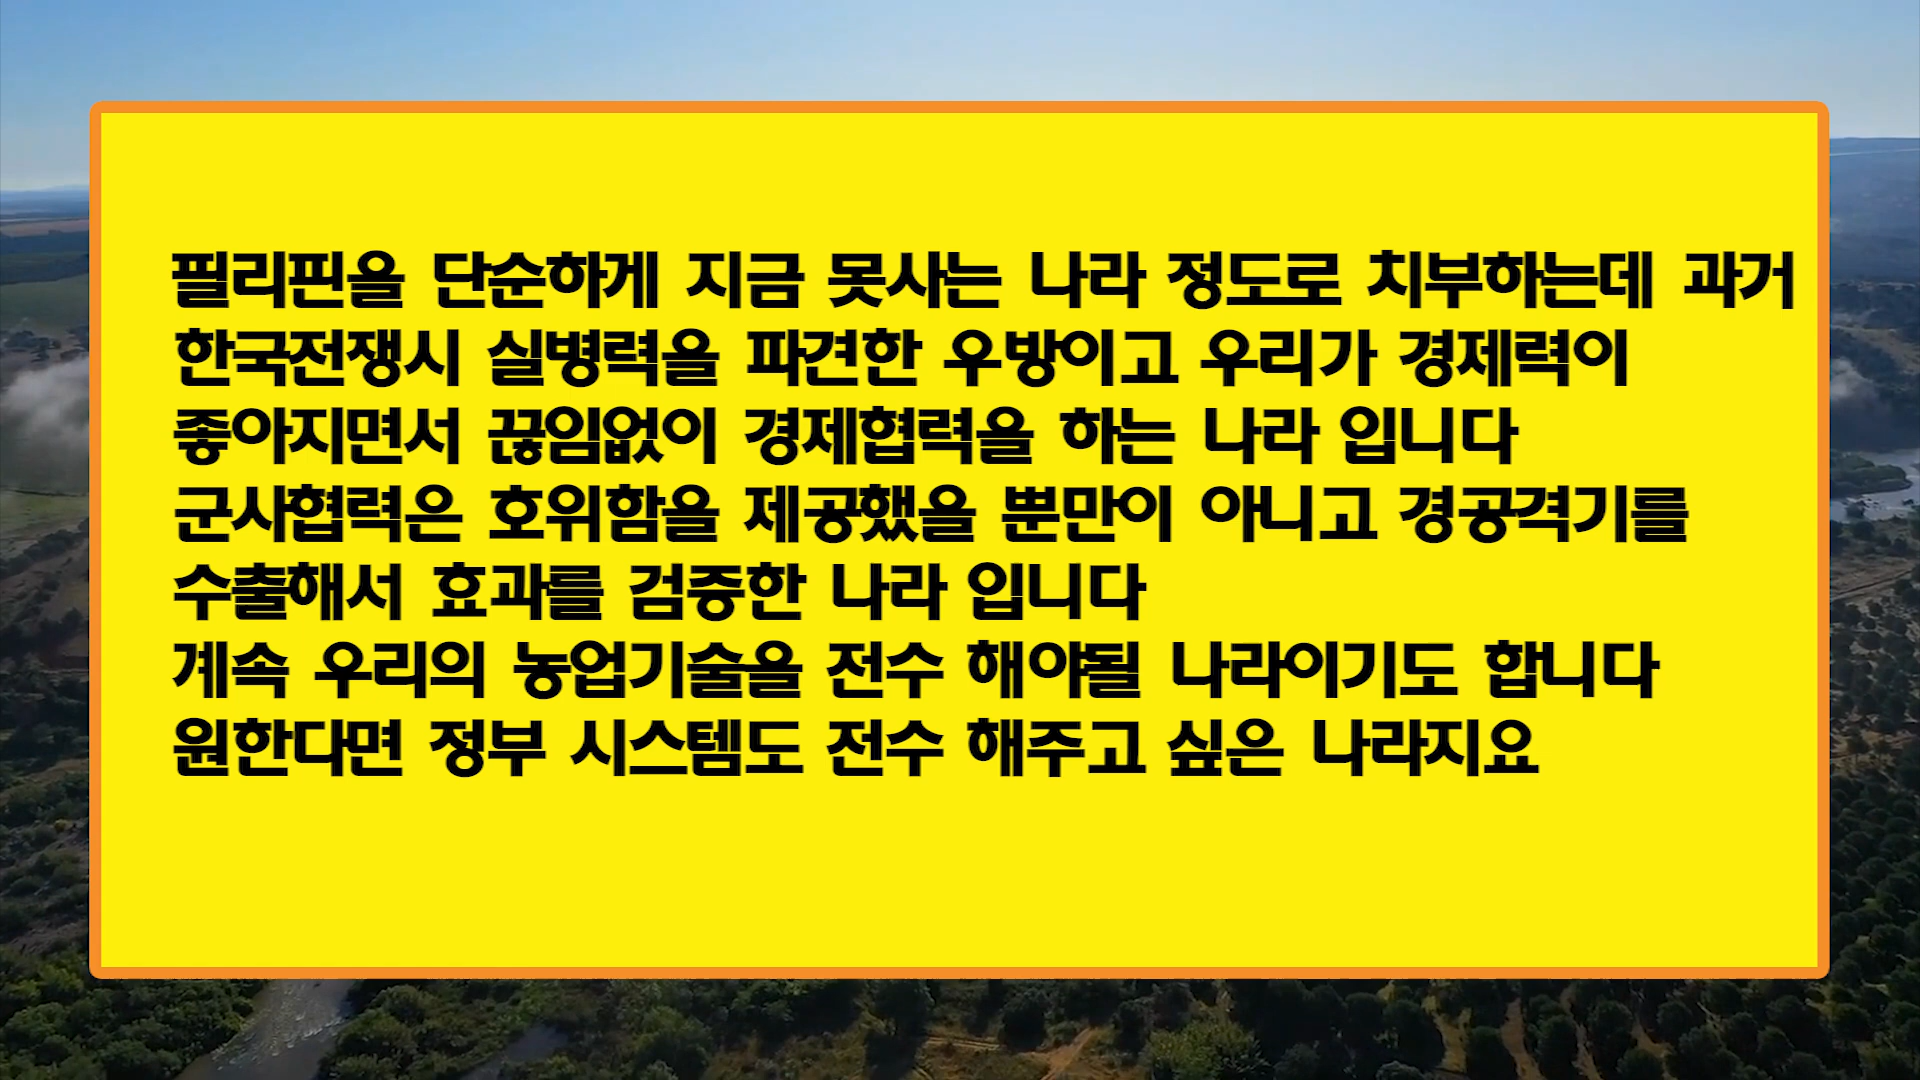 필리핀을 단순하게 지금 못사는 나라 정도로 치부하는데 과거
한국전쟁시 실병력을 파견한 우방이고 우리가 경제력이
좋아지면서 끊임없이 경제협력을 하는 나라 입니다
군사협력은 호위함을 제공했을 뿐만이 아니고 경공격기를
수출해서 효과를 검증한 나라 입니다
계속 우리의 농업기술을 전수 해야될 나라이기도 합니다
원한다면 정부 시스템도 전수 해주고 싶은 나라지요